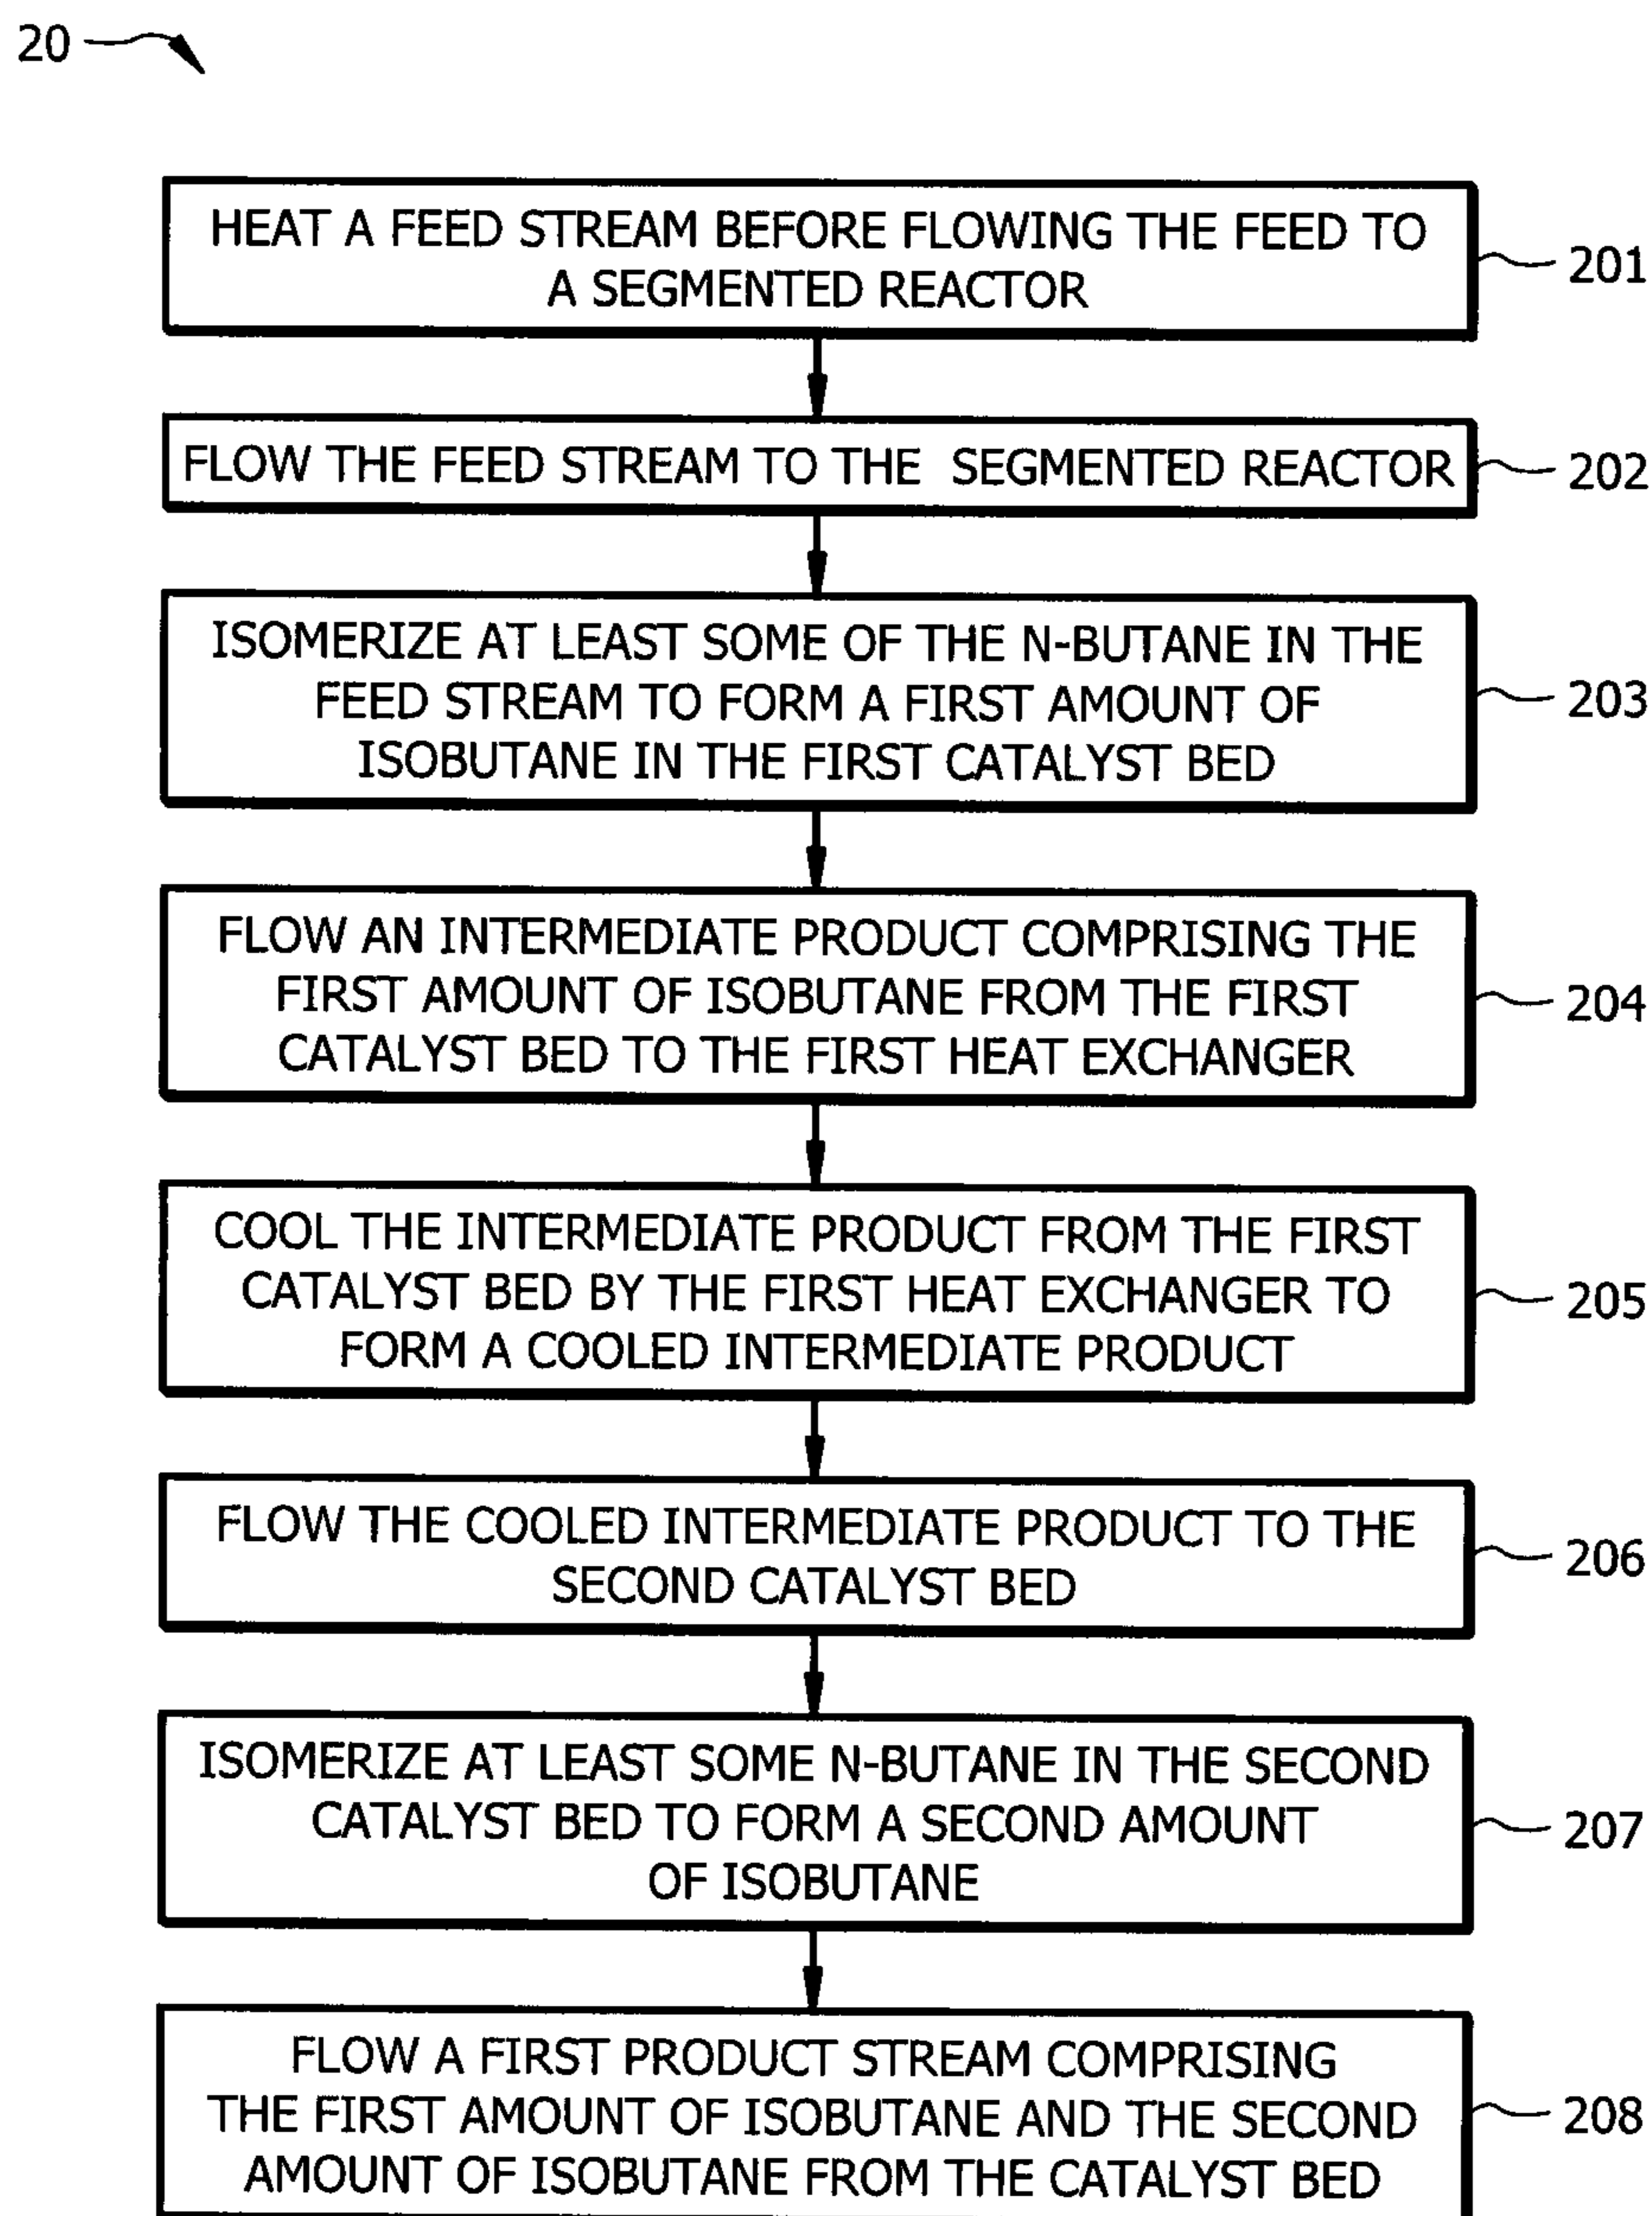 20
HEAT A FEED STREAM BEFORE FLOWING THE FEED TO
A SEGMENTED REACTOR
201
FLOW THE FEED STREAM TO THE SEGMENTED REACTOR
202
ISOMERIZE AT LEAST SOME OF THE N-BUTANE IN THE
FEED STREAM TO FORM A FIRST AMOUNT OF
ISOBUTANE IN THE FIRST CATALYST BED
203
FLOW AN INTERMEDIATE PRODUCT COMPRISING THE
FIRST AMOUNT OF ISOBUTANE FROM THE FIRST
CATALYST BED TO THE FIRST HEAT EXCHANGER
204
COOL THE INTERMEDIATE PRODUCT FROM THE FIRST
CATALYST BED BY THE FIRST HEAT EXCHANGER TO
FORM A COOLED INTERMEDIATE PRODUCT
205
FLOW THE COOLED INTERMEDIATE PRODUCT TO THE
SECOND CATALYST BED
206
ISOMERIZE AT LEAST SOME N-BUTANE IN THE SECOND
CATALYST BED TO FORM A SECOND AMOUNT
OF ISOBUTANE
207
FLOW A FIRST PRODUCT STREAM COMPRISING
THE FIRST AMOUNT OF ISOBUTANE AND THE SECOND
AMOUNT OF ISOBUTANE FROM THE CATALYST BED
208